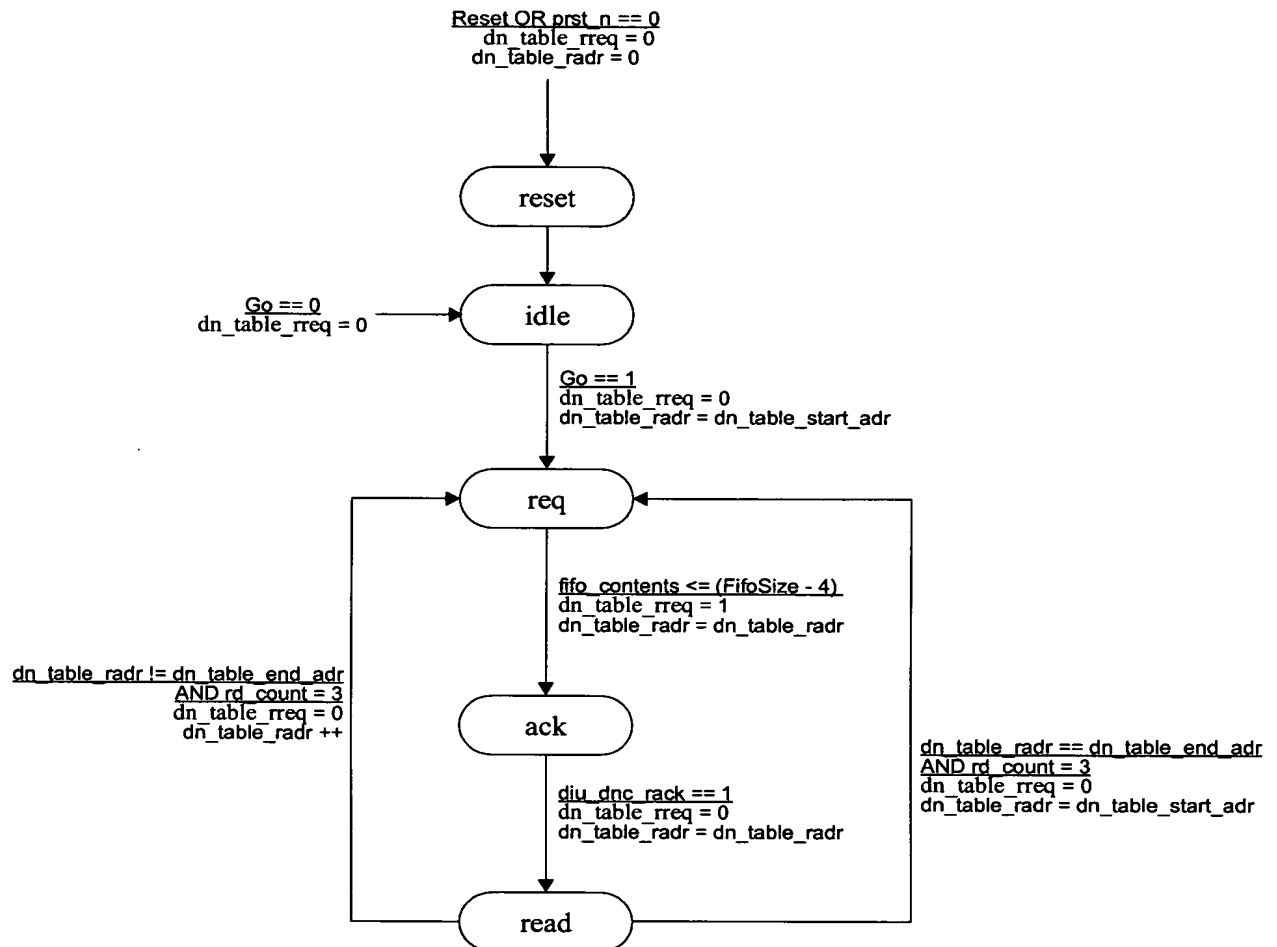 Reset OR prst_n == 0
dn_table_rreq = 0
dn_table_radr = 0
reset
Go == 0
dn_table_rreq = 0
idle
Go == 1
dn_table_rreq = 0
dn_table_radr = dn_table_start_adr
req
fifo_contents <= (FifoSize - 4)
dn_table_rreq = 1
dn_table_radr = dn_table_radr
dn_table_radr != dn_table_end_adr
AND rd_count = 3
dn_table_rreq = 0
dn_table_radr ++
ack
dn_table_radr == dn_table_end_adr
AND rd_count = 3
dn_table_rreq = 0
dn_table_radr = dn_table_start_adr
diu_dnc_rack == 1
dn_table_rreq = 0
dn_table_radr = dn_table_radr
read